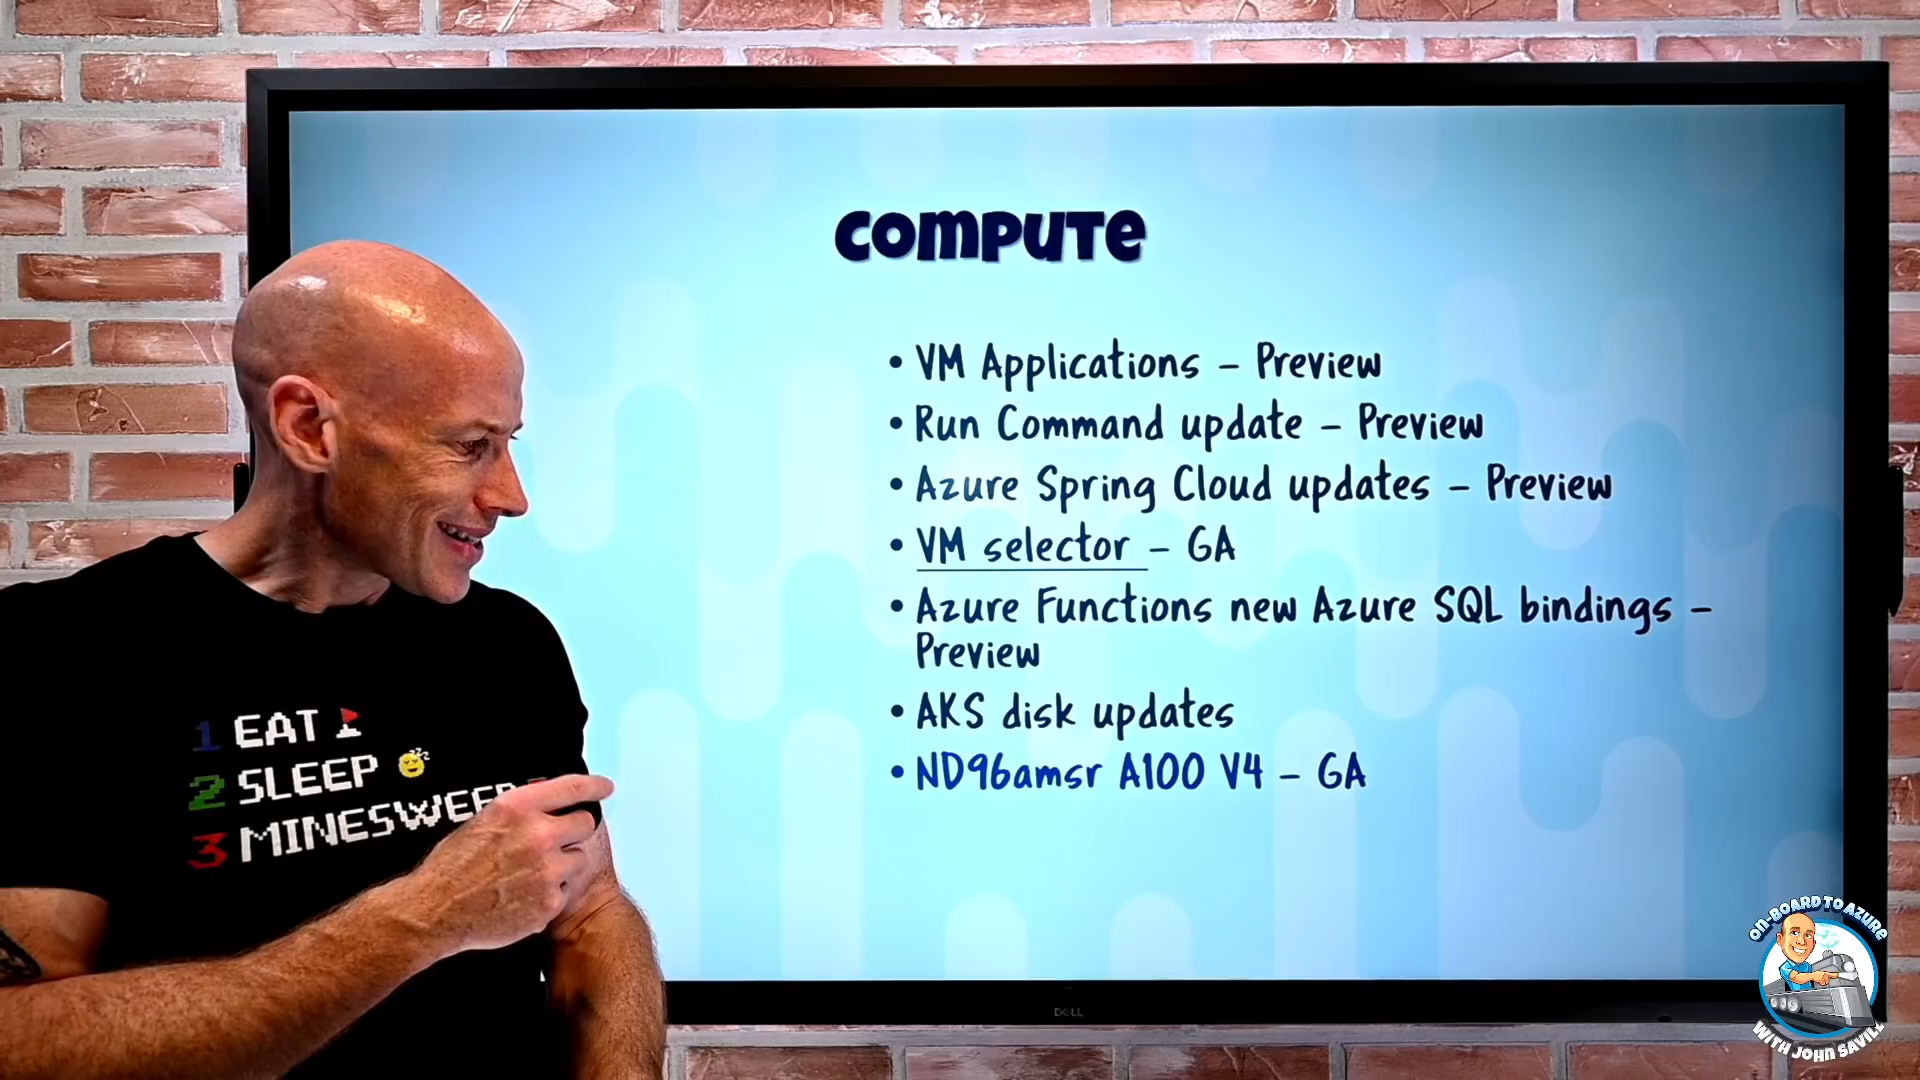 COMPUTE
• VM Applications – Preview
• Run Command update – Preview
• Azure Spring Cloud updates – Preview
• VM selector – GA
• Azure Functions new Azure SQL bindings –
Preview
• AKS disk updates
• ND96amsr A100 V4 – GA
1 EAT
2 SLEEP
3 MINESWEEP
DELL
ON-BOARD TO AZURE
WITH JOHN SAVILL